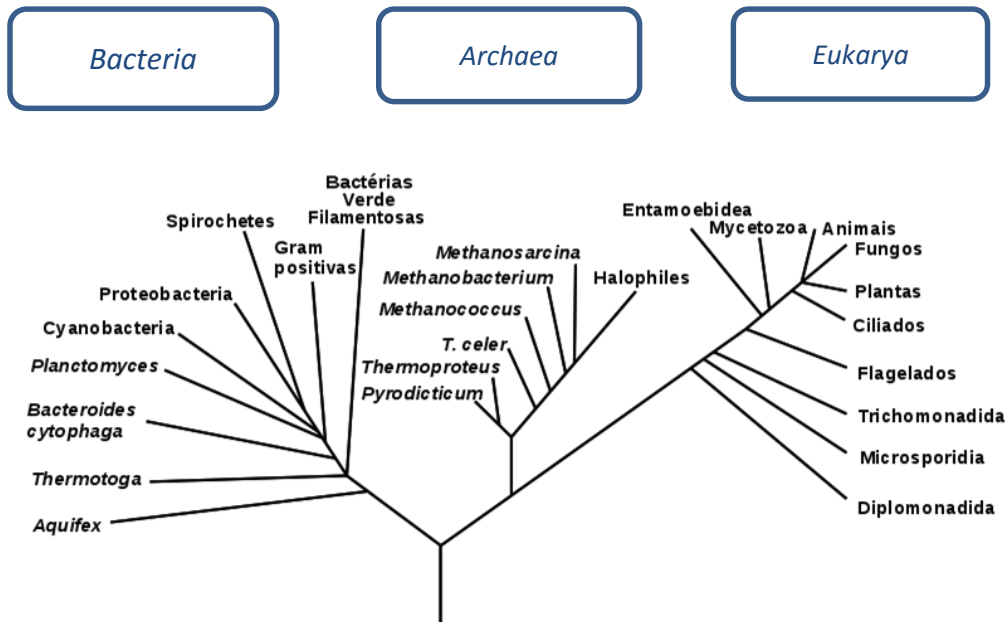 Bacteria
Archaea
Eukarya
Bactérias
Verde
Filamentosas
Spirochetes
Gram
positivas
Proteobacteria
Cyanobacteria
Planctomyces
Bacteroides
cytophaga
Thermotoga
Aquifex
Methanosarcina
Methanobacterium
Halophiles
Methanococcus
T. celer
Thermoproteus
Pyrodicticum
Entamoebidea
Mycetozoa
Animais
Fungos
Plantas
Ciliados
Flagelados
Trichomonadida
Microsporidia
Diplomonadida